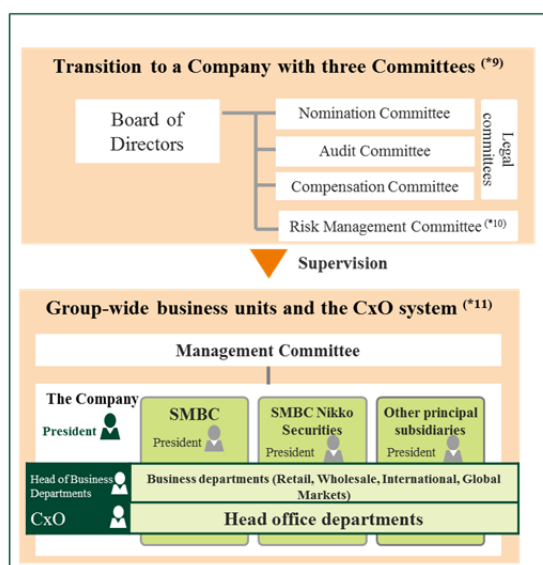 Transition to a Company with three Committees (*9)
Board of
Directors
Nomination Committee
Audit Committee
Compensation Committee
Legal
committees
Risk Management Committee (*10)
Supervision
Group-wide business units and the CxO system (*11)
Management Committee
The Company
President
SMBC
President
SMBC Nikko
Securities
President
Other principal
subsidiaries
President
Head of Business
Departments
Business departments (Retail, Wholesale, International, Global
Markets)
CxO
Head office departments